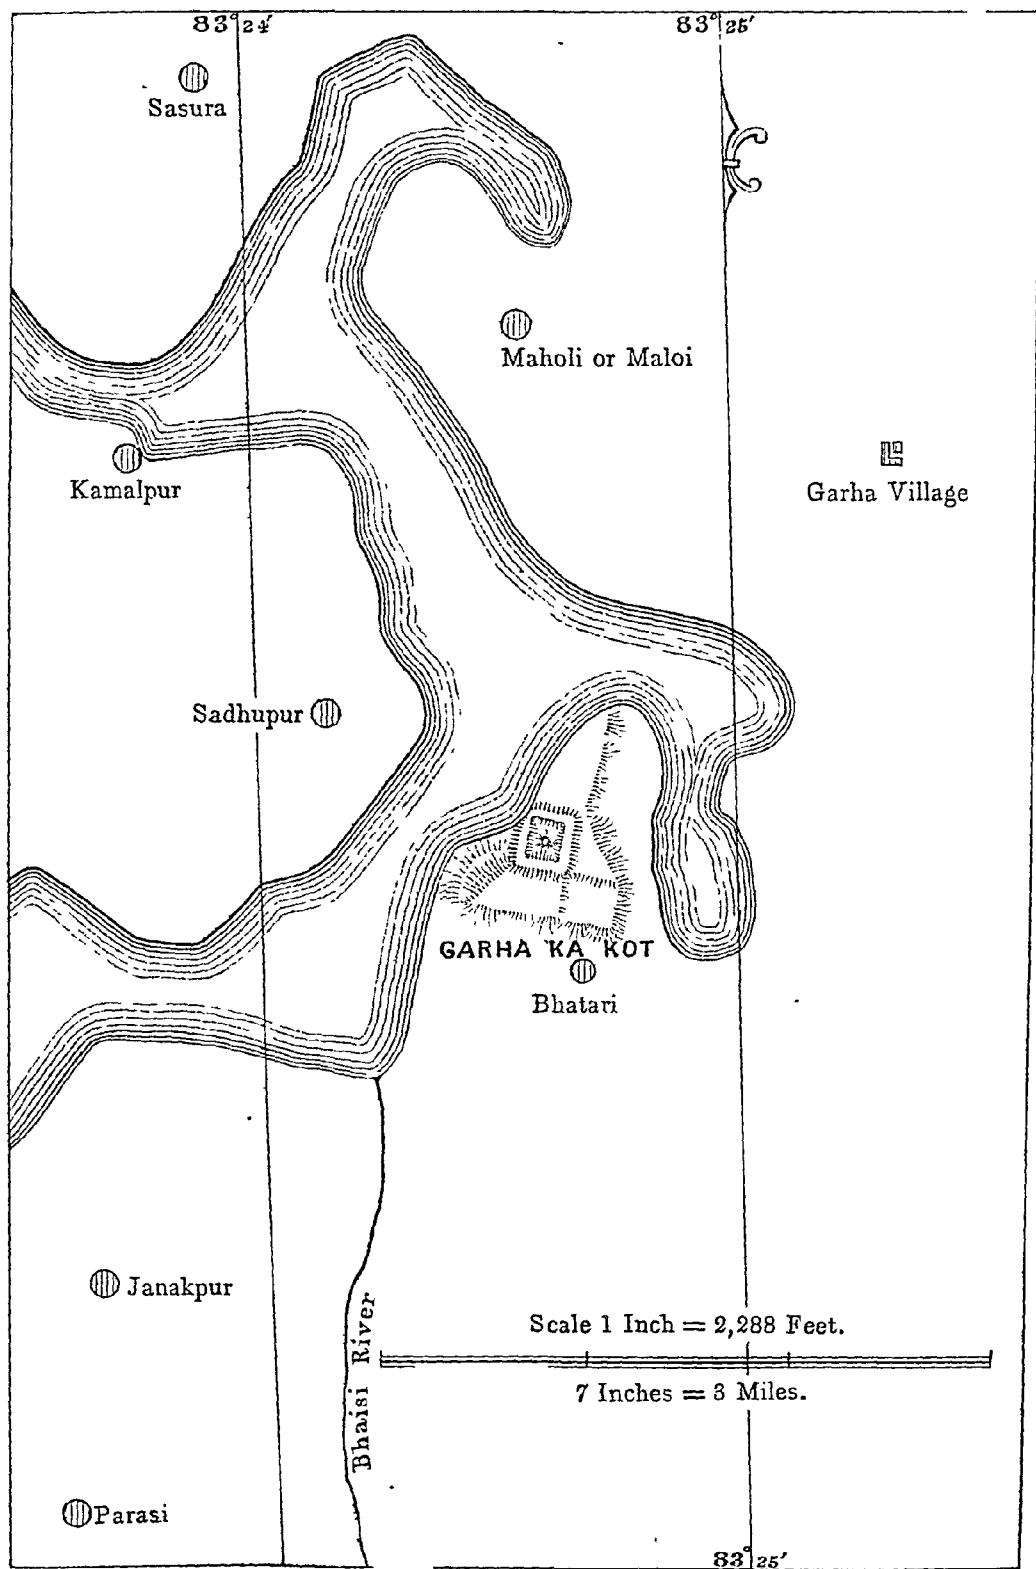 83° 24′
83° 25′
Sasura
Maholi or Maloi
Kamalpur
Garha Village
Sadhupur
GARHA KA KOT
Bhatari
Janakpur
Bhaisi River
Scale 1 Inch = 2,288 Feet.
7 Inches = 3 Miles.
Parasi
83° 25′